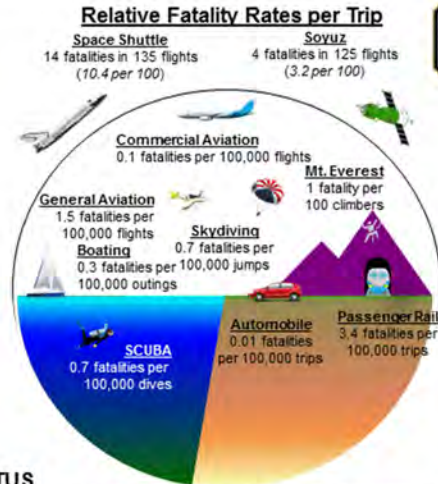 Relative Fatality Rates per Trip
Space Shuttle
14 fatalities in 135 flights
(10.4 per 100)
Soyuz
4 fatalities in 125 flights
(3.2 per 100)
Commercial Aviation
0.1 fatalities per 100,000 flights
Mt. Everest
1 fatality per
100 climbers
General Aviation
1.5 fatalities per
100,000 flights
Skydiving
0.7 fatalities per
100,000 jumps
Boating
0.3 fatalities per
100,000 outings
Automobile
0.01 fatalities
per 100,000 trips
Passenger Rail
3.4 fatalities per
100,000 trips
SCUBA
0.7 fatalities per
100,000 dives
TUS